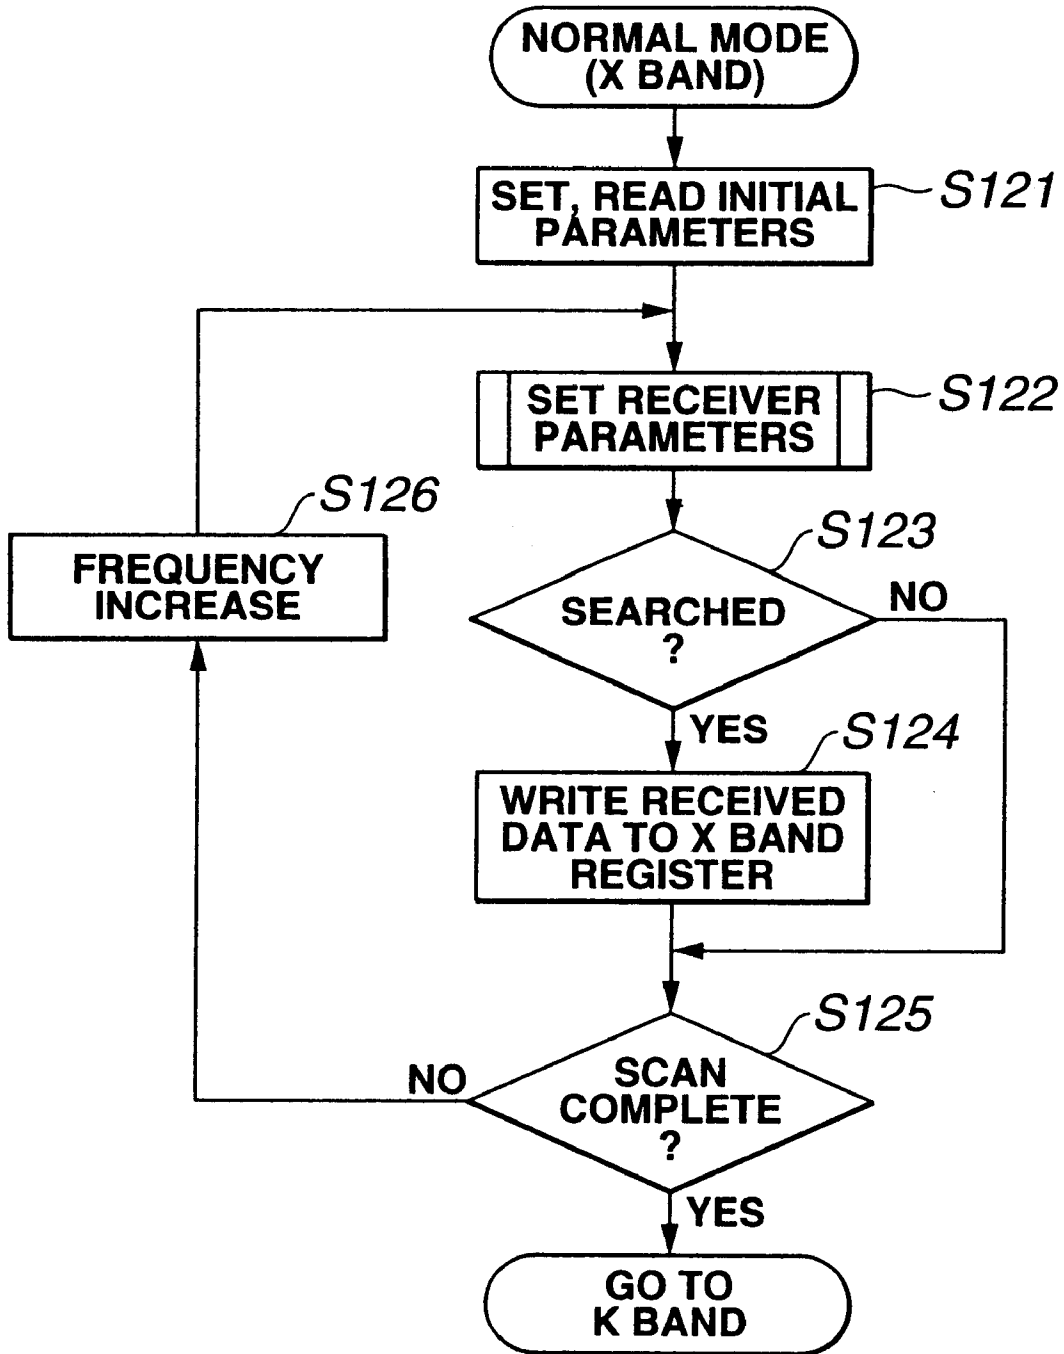 NORMAL MODE
(X BAND)
SET, READ INITIAL
PARAMETERS
S121
SET RECEIVER
PARAMETERS
S122
S126
FREQUENCY
INCREASE
S123
SEARCHED
?
NO
YES
S124
WRITE RECEIVED
DATA TO X BAND
REGISTER
S125
NO
SCAN
COMPLETE
?
YES
GO TO
K BAND